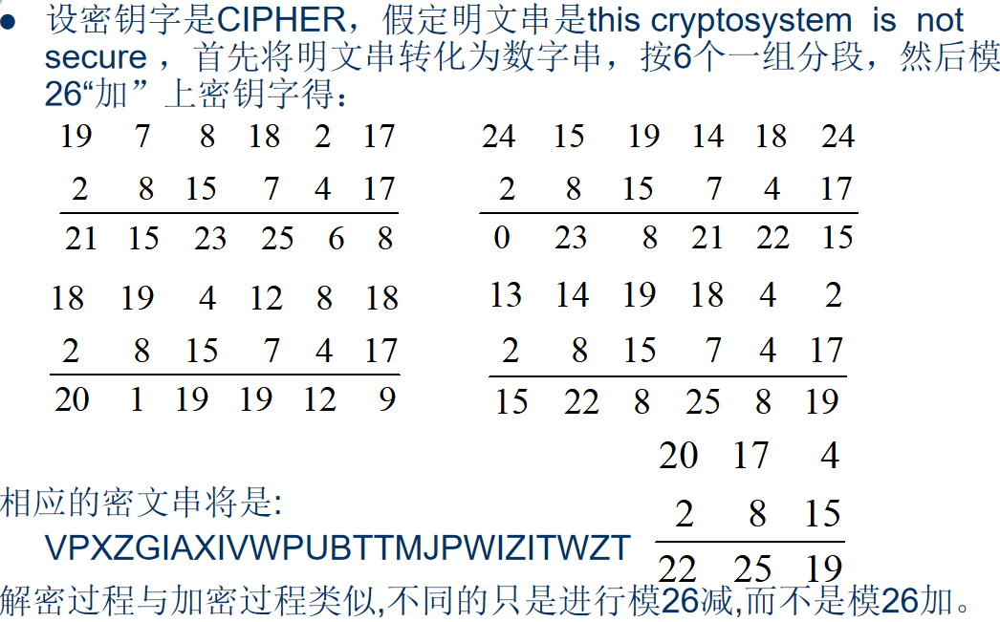 ● 设密钥字是CIPHER，假定明文串是this cryptosystem is not
secure ，首先将明文串转化为数字串，按6个一组分段，然后模
26“加”上密钥字得：
19 7 8 18 2 17
2 8 15 7 4 17
21 15 23 25 6 8
24 15 19 14 18 24
2 8 15 7 4 17
0 23 8 21 22 15
18 19 4 12 8 18
2 8 15 7 4 17
20 1 19 19 12 9
13 14 19 18 4 2
2 8 15 7 4 17
15 22 8 25 8 19
20 17 4
2 8 15
22 25 19
相应的密文串将是:
VPXZGIAXIVWPUBTTMJPWIZITWZT
解密过程与加密过程类似,不同的只是进行模26减,而不是模26加。